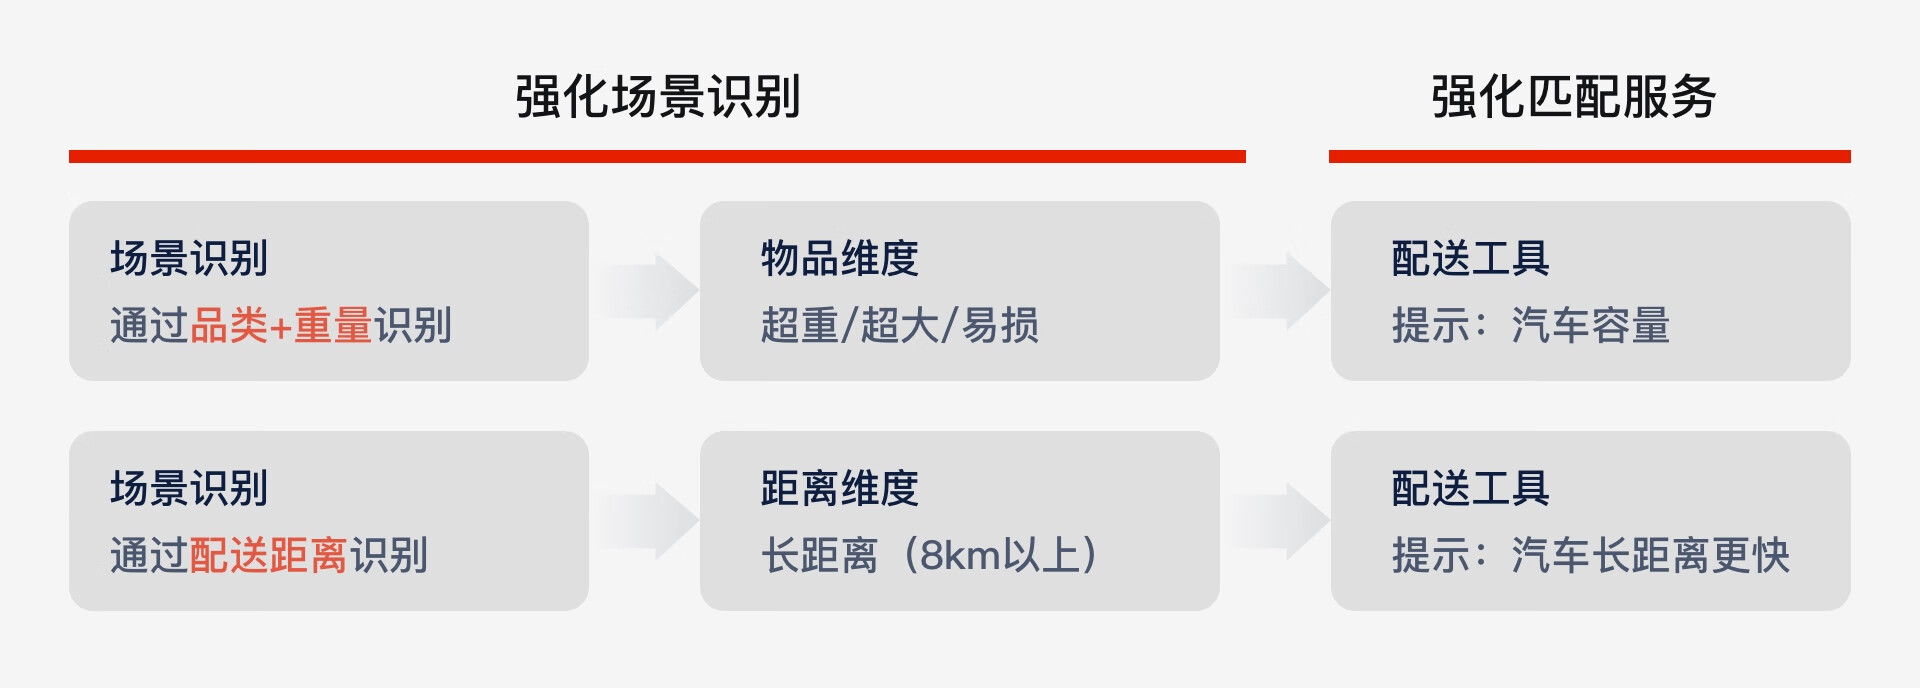 强化场景识别
强化匹配服务
场景识别
通过品类+重量识别
物品维度
超重/超大/易损
配送工具
提示：汽车容量
场景识别
通过配送距离识别
距离维度
长距离（8km以上）
配送工具
提示：汽车长距离更快